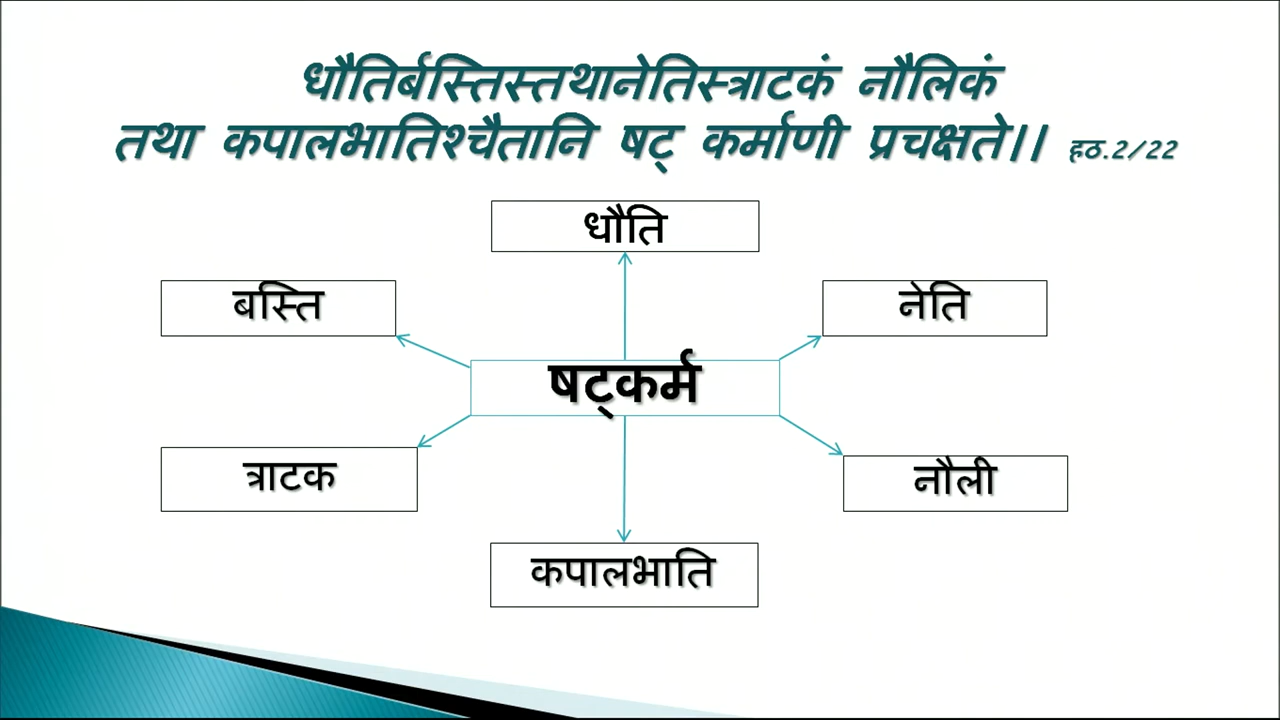 धौतिर्बस्तिस्तथानेतिस्त्राटकं नौलिकं
तथा कपालभातिश्चैतानि षट् कर्माणी प्रचक्षते।। हठ.2/22
धौति
बस्ति
नेति
षट्कर्म
त्राटक
नौली
कपालभाति